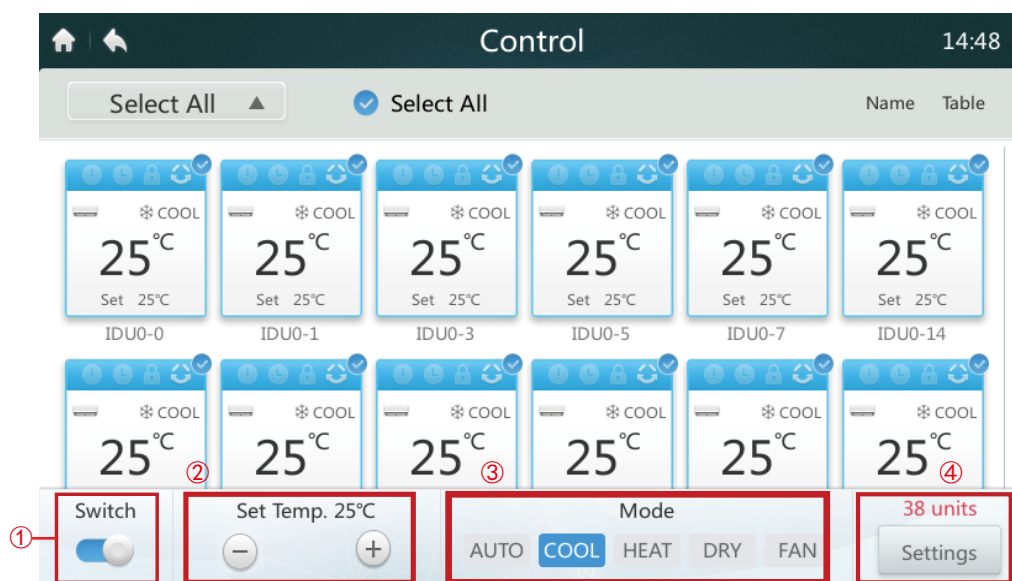 Control 14:48
Select All ▲ Select All Name Table
COOL COOL COOL COOL COOL COOL
25℃ 25℃ 25℃ 25℃ 25℃ 25℃
Set 25℃ Set 25℃ Set 25℃ Set 25℃ Set 25℃ Set 25℃
IDU0-0 IDU0-1 IDU0-3 IDU0-5 IDU0-7 IDU0-14
COOL COOL COOL COOL COOL COOL
25℃ 25℃ 25℃ 25℃ 25℃ 25℃
② ③ ④
Switch Set Temp. 25℃ Mode 38 units
① − + AUTO COOL HEAT DRY FAN Settings